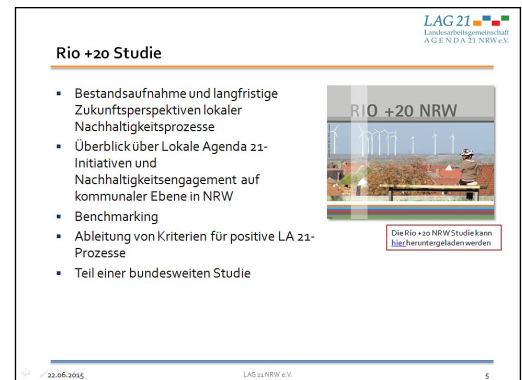 LAG 21
Landesarbeitsgemeinschaft
AGENDA 21 NRW e.V.
Rio +20 Studie
▪ Bestandsaufnahme und langfristige
Zukunftsperspektiven lokaler
Nachhaltigkeitsprozesse
▪ Überblick über Lokale Agenda 21-
Initiativen und
Nachhaltigkeitsengagement auf
kommunaler Ebene in NRW
▪ Benchmarking
▪ Ableitung von Kriterien für positive LA 21-
Prozesse
▪ Teil einer bundesweiten Studie
RIO +20 NRW
Die Rio +20 NRW Studie kann
hier heruntergeladen werden
22.06.2015
LAG 21 NRW e.V.
5